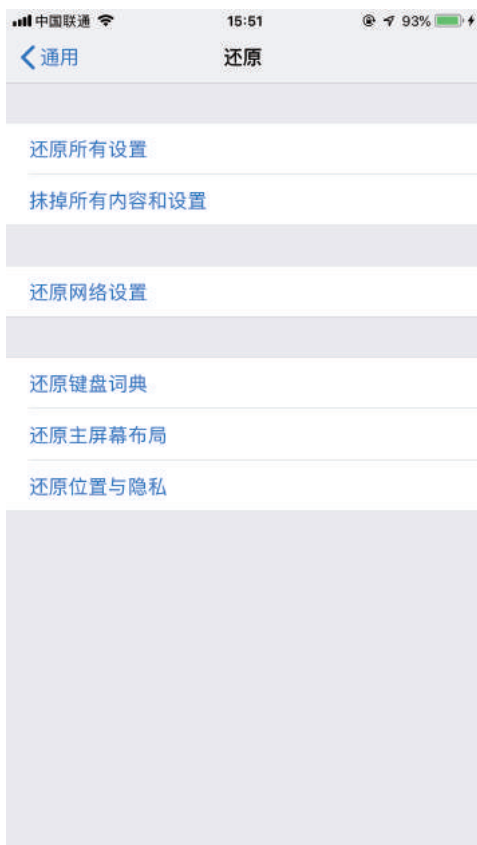 中国联通 15:51 93%
通用 还原
还原所有设置
抹掉所有内容和设置
还原网络设置
还原键盘词典
还原主屏幕布局
还原位置与隐私